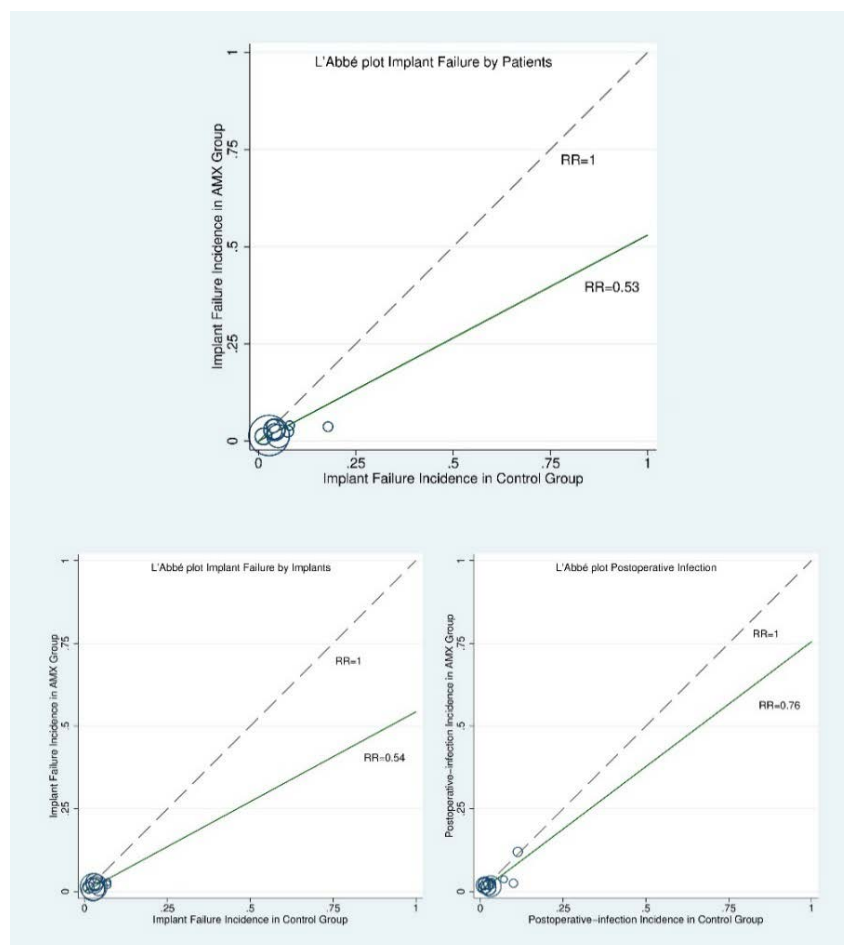 L'Abbé plot Implant Failure by Patients
Implant Failure Incidence in AMX Group
1
.75
.5
.25
0
RR=1
RR=0.53
0 .25 .5 .75 1
Implant Failure Incidence in Control Group
L'Abbé plot Implant Failure by Implants
Implant Failure Incidence in AMX Group
1
.75
.5
.25
0
RR=1
RR=0.54
0 .25 .5 .75 1
Implant Failure Incidence in Control Group
L'Abbé plot Postoperative Infection
Postoperative-infection Incidence in AMX Group
1
.75
.5
.25
0
RR=1
RR=0.76
0 .25 .5 .75 1
Postoperative-infection Incidence in Control Group